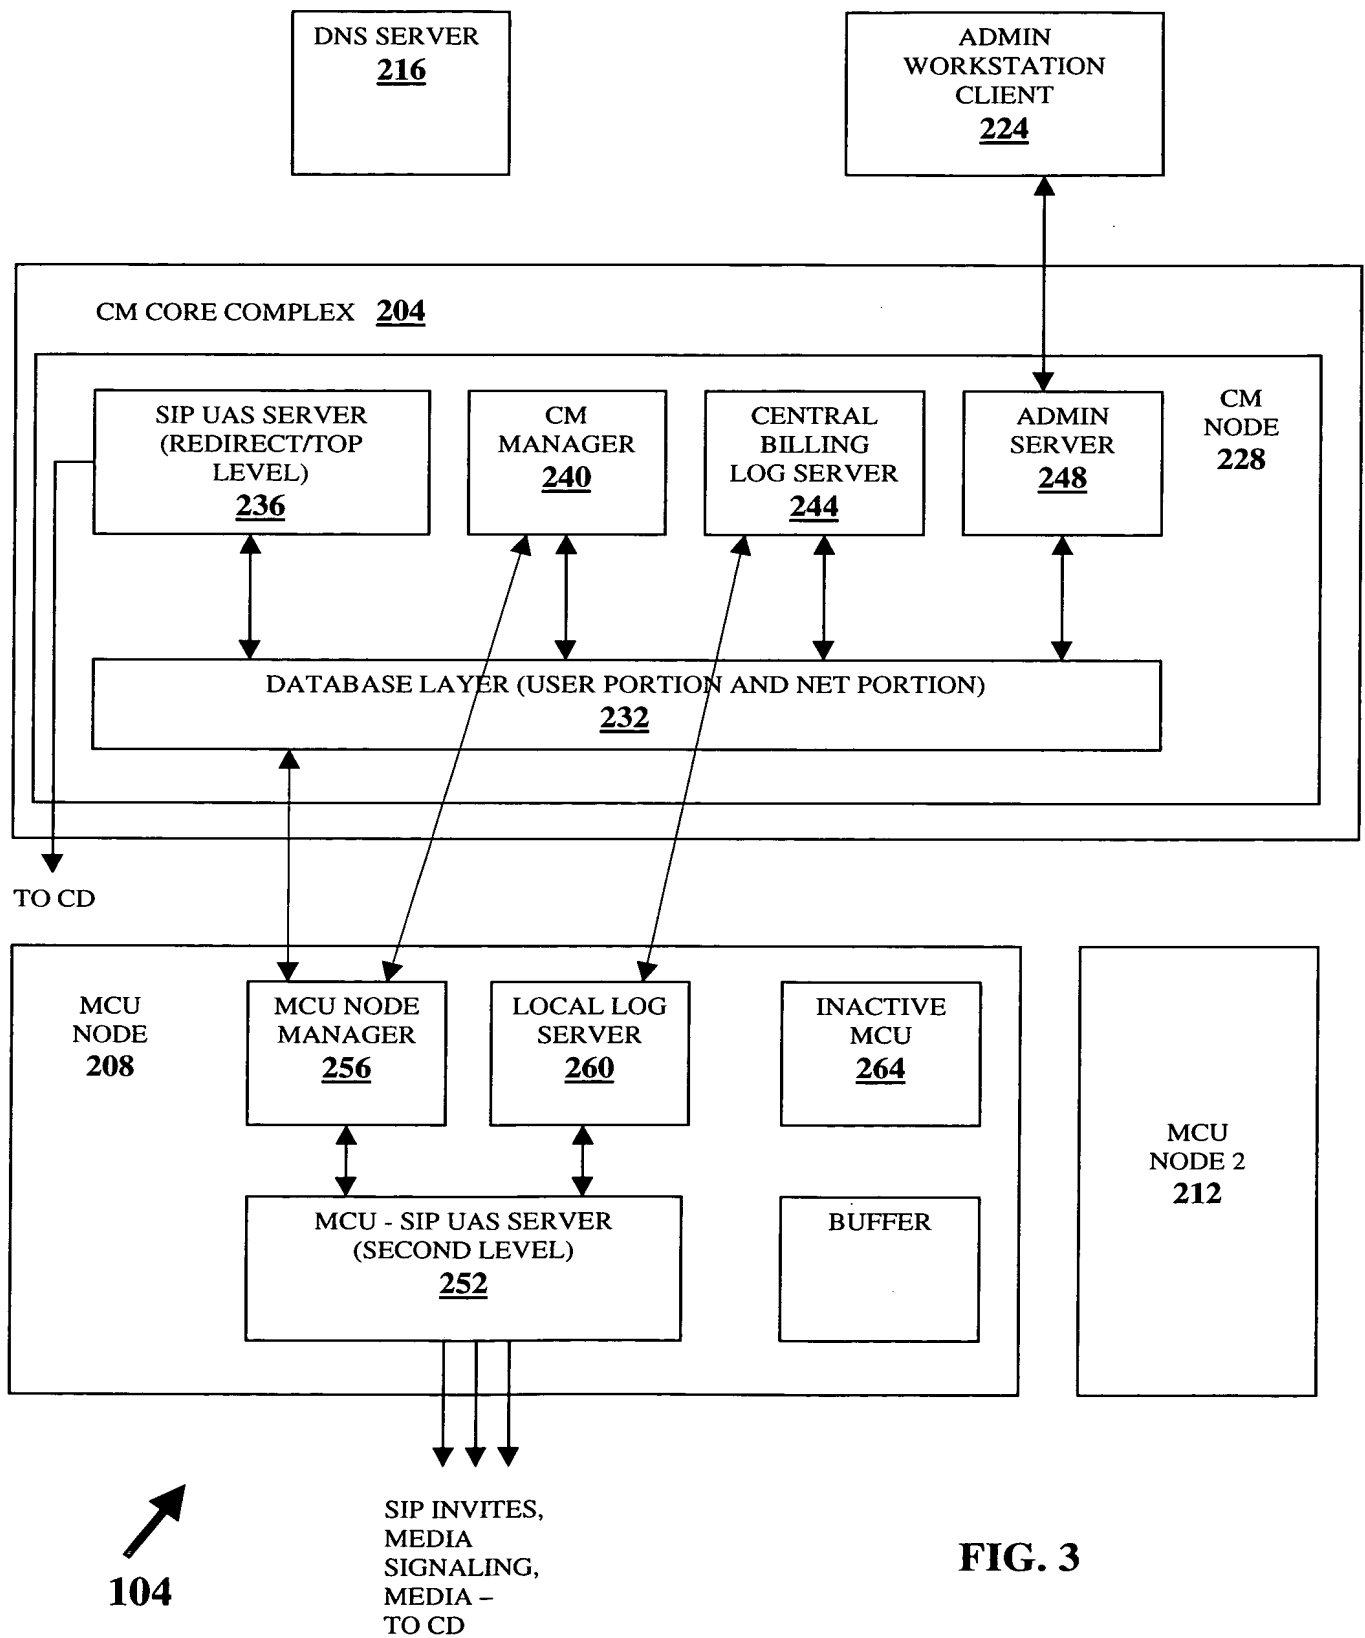 DNS SERVER
216
ADMIN
WORKSTATION
CLIENT
224
CM CORE COMPLEX 204
SIP UAS SERVER
(REDIRECT/TOP
LEVEL)
236
CM
MANAGER
240
CENTRAL
BILLING
LOG SERVER
244
ADMIN
SERVER
248
CM
NODE
228
DATABASE LAYER (USER PORTION AND NET PORTION)
232
TO CD
MCU
NODE
208
MCU NODE
MANAGER
256
LOCAL LOG
SERVER
260
INACTIVE
MCU
264
MCU
NODE 2
212
MCU - SIP UAS SERVER
(SECOND LEVEL)
252
BUFFER
SIP INVITES,
MEDIA
SIGNALING,
MEDIA –
TO CD
104
FIG. 3